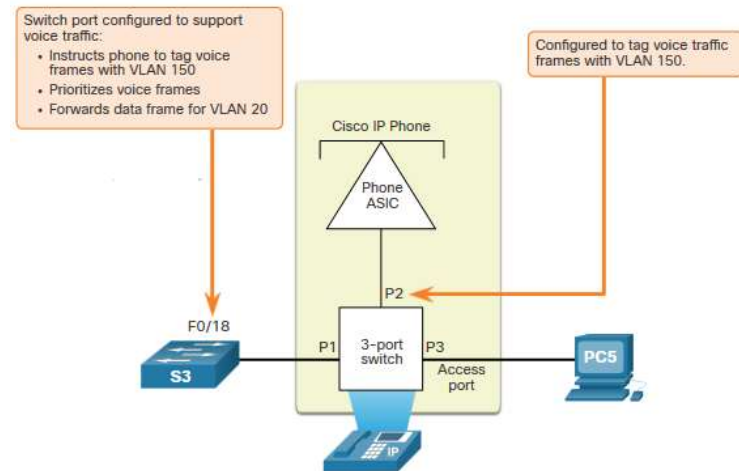 Switch port configured to support
voice traffic:
• Instructs phone to tag voice
frames with VLAN 150
• Prioritizes voice frames
• Forwards data frame for VLAN 20
Configured to tag voice traffic
frames with VLAN 150.
Cisco IP Phone
Phone
ASIC
P2
F0/18
P1
3-port
switch
P3
Access
port
S3
PC5
IP